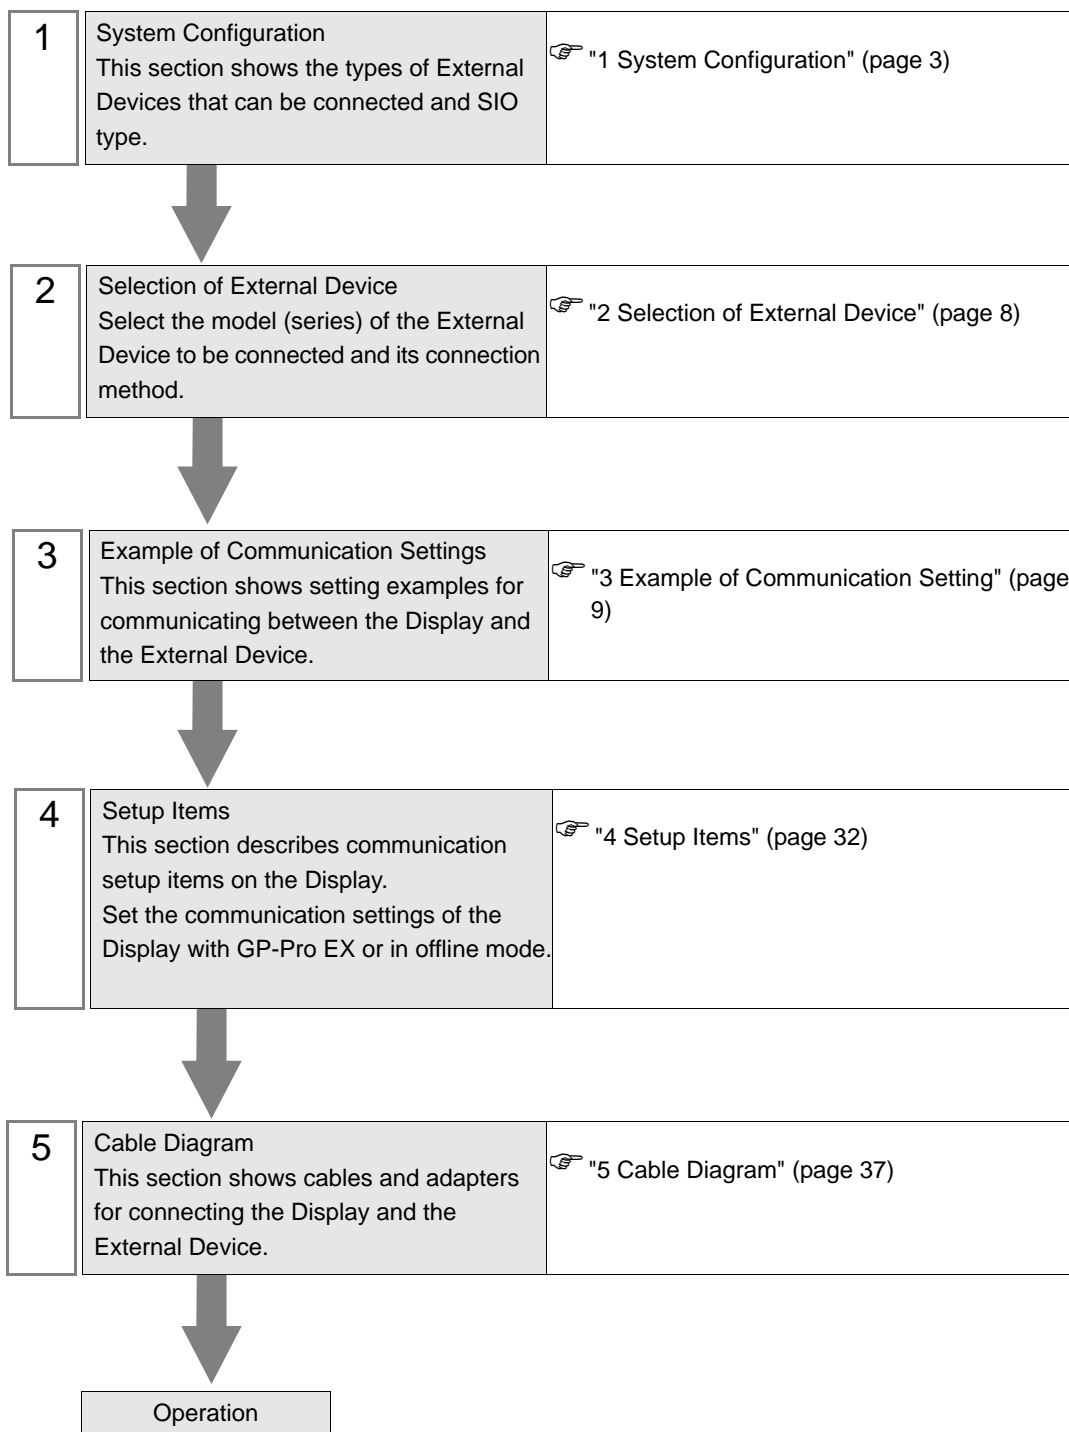 1
System Configuration
This section shows the types of External
Devices that can be connected and SIO
type.
"1 System Configuration" (page 3)
2
Selection of External Device
Select the model (series) of the External
Device to be connected and its connection
method.
"2 Selection of External Device" (page 8)
3
Example of Communication Settings
This section shows setting examples for
communicating between the Display and
the External Device.
"3 Example of Communication Setting" (page
9)
4
Setup Items
This section describes communication
setup items on the Display.
Set the communication settings of the
Display with GP-Pro EX or in offline mode.
"4 Setup Items" (page 32)
5
Cable Diagram
This section shows cables and adapters
for connecting the Display and the
External Device.
"5 Cable Diagram" (page 37)
Operation